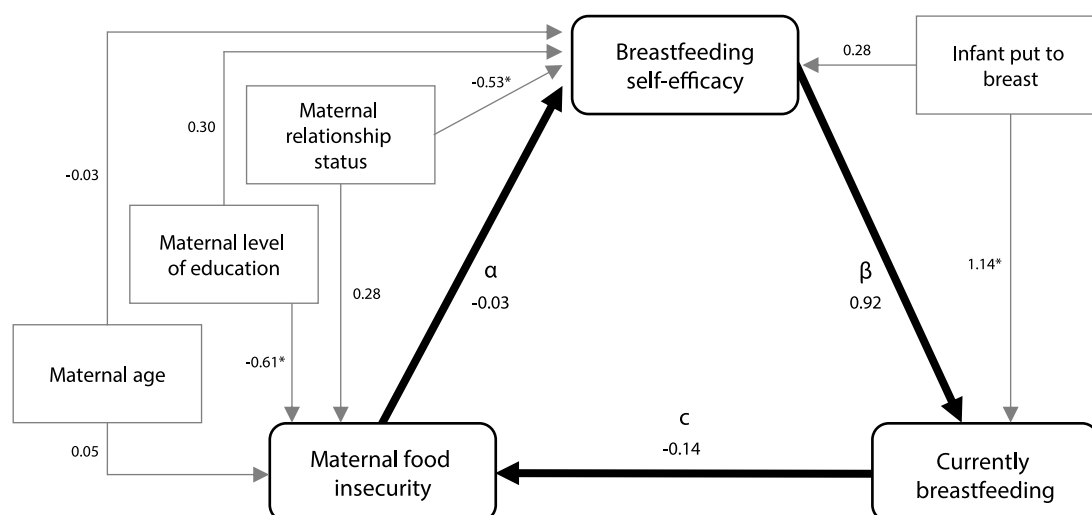 Breastfeeding
self-efficacy
0.28
Infant put to
breast
-0.53*
Maternal
relationship
status
0.30
-0.03
Maternal level
of education
α
-0.03
β
0.92
1.14*
0.28
-0.61*
Maternal age
0.05
c
-0.14
Maternal food
insecurity
Currently
breastfeeding